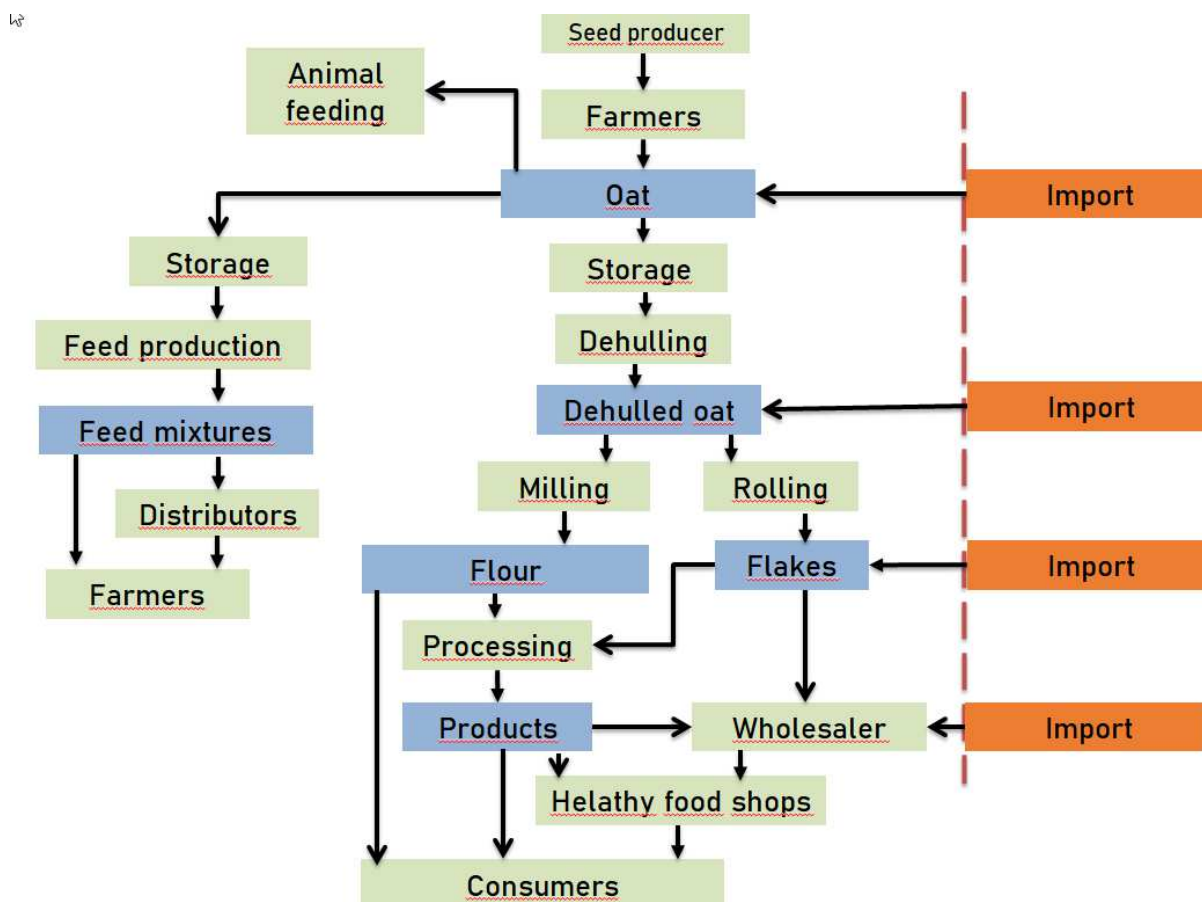 Seed producer
Animal
feeding
Farmers
Oat
Import
Storage
Storage
Feed production
Dehulling
Dehulled oat
Import
Feed mixtures
Milling
Rolling
Distributors
Flour
Flakes
Import
Farmers
Processing
Products
Wholesaler
Import
Helathy food shops
Consumers